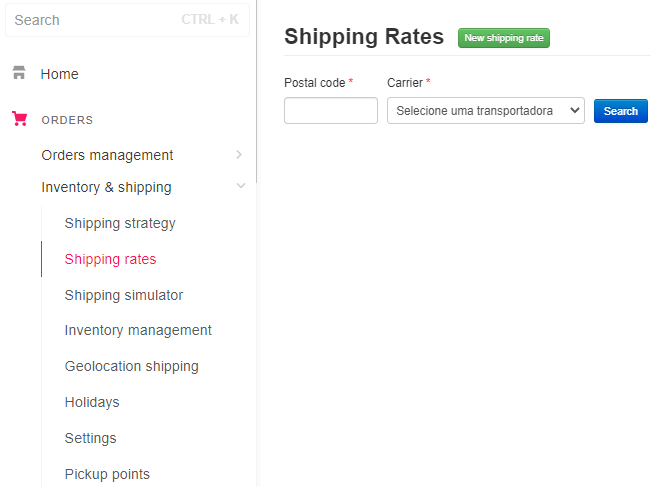 Search CTRL + K
Home
ORDERS
Orders management
Inventory & shipping
Shipping strategy
Shipping rates
Shipping simulator
Inventory management
Geolocation shipping
Holidays
Settings
Pickup points
Shipping Rates New shipping rate
Postal code * Carrier *
Selecione uma transportadora Search